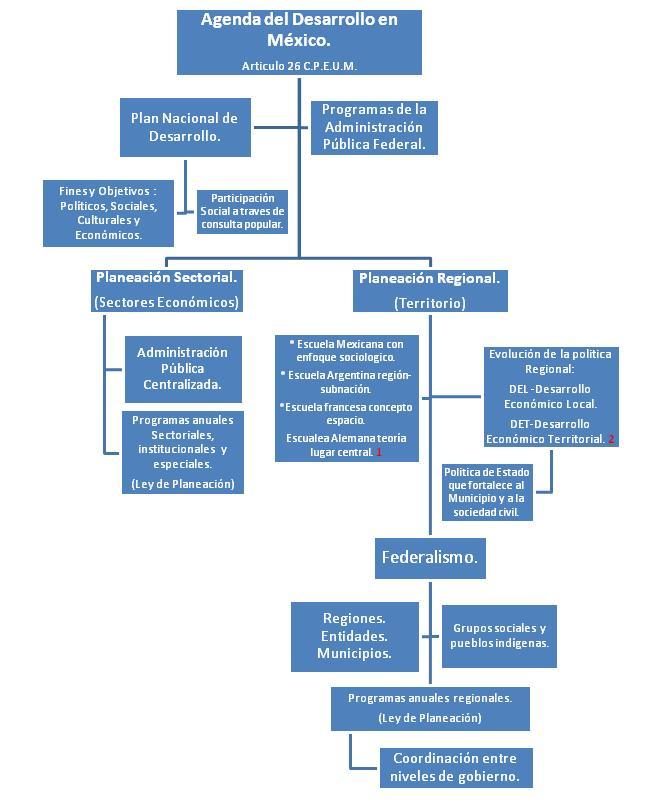 Agenda del Desarrollo en
México.
Articulo 26 C.P.E.U.M.
Plan Nacional de
Desarrollo.
Programas de la
Administración
Pública Federal.
Fines y Objetivos :
Políticos, Sociales,
Culturales y
Económicos.
Participación
Social a traves de
consulta popular.
Planeación Sectorial.
(Sectores Económicos)
Planeación Regional.
(Territorio)
Administración
Pública
Centralizada.
Programas anuales
Sectoriales,
institucionales y
especiales.
(Ley de Planeación)
* Escuela Mexicana con
enfoque sociologico.
* Escuela Argentina región-
subnación.
*Escuela francesa concepto
espacio.
Escualea Alemana teoría
lugar central. 1
Evolución de la política
Regional:
DEL -Desarrollo
Económico Local.
DET-Desarrollo
Económico Territorial. 2
Política de Estado
que fortalece al
Municipio y a la
sociedad civil.
Federalismo.
Regiones.
Entidades.
Municipios.
Grupos sociales y
pueblos indigenas.
Programas anuales regionales.
(Ley de Planeación)
Coordinación entre
niveles de gobierno.